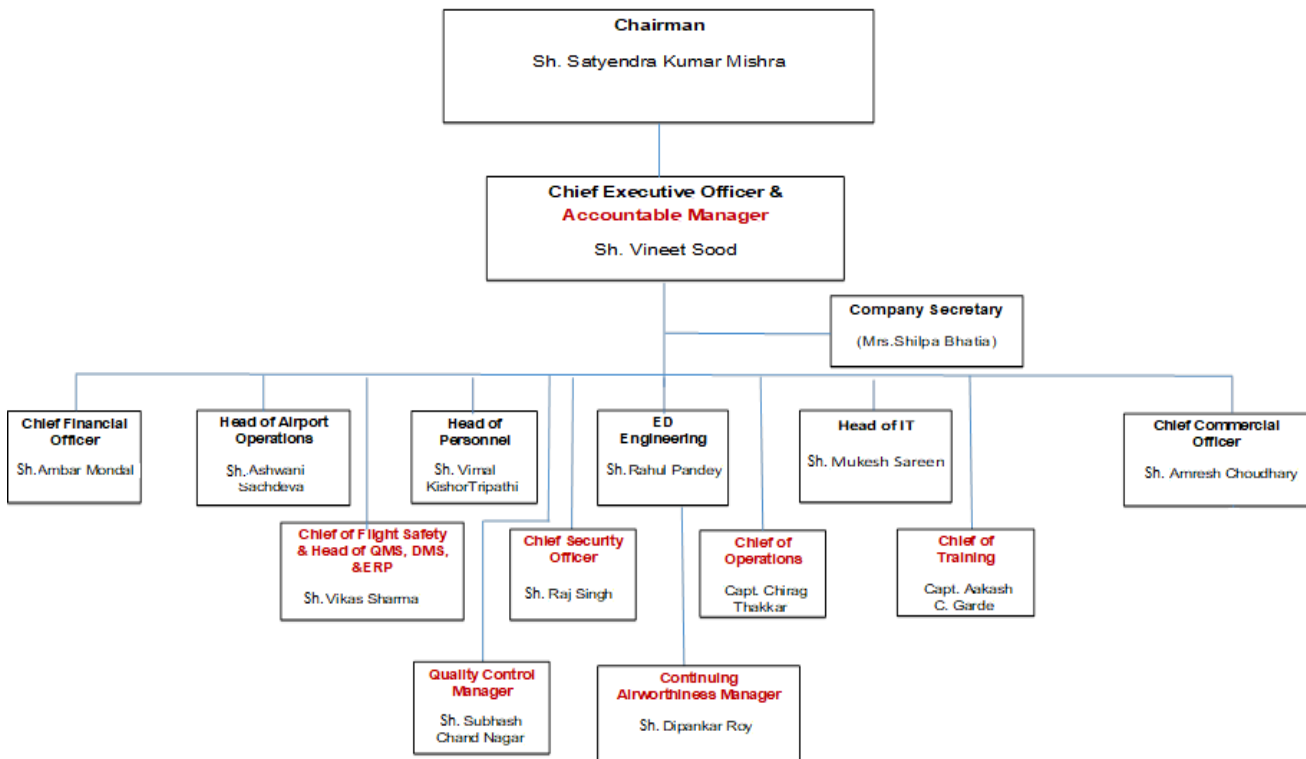 Chairman
Sh. Satyendra Kumar Mishra
Chief Executive Officer &
Accountable Manager
Sh. Vineet Sood
Company Secretary
(Mrs.Shilpa Bhatia)
Chief Financial
Officer
Sh. Ambar Mondal
Head of Airport
Operations
Sh. Ashwani
Sachdeva
Head of
Personnel
Sh. Vimal
KishorTripathi
ED
Engineering
Sh. Rahul Pandey
Head of IT
Sh. Mukesh Sareen
Chief Commercial
Officer
Sh. Amresh Choudhary
Chief of Flight Safety
& Head of QMS, DMS,
&ERP
Sh. Vikas Sharma
Chief Security
Officer
Sh. Raj Singh
Chief of
Operations
Capt. Chirag
Thakkar
Chief of
Training
Capt. Aakash
C. Garde
Quality Control
Manager
Sh. Subhash
Chand Nagar
Continuing
Airworthiness Manager
Sh. Dipankar Roy